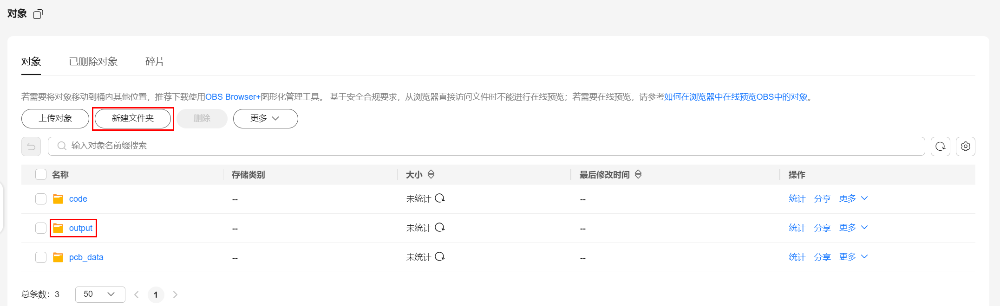 对象
对象 已删除对象 碎片
若需要将对象移动到桶内其他位置，推荐下载使用OBS Browser+图形化管理工具。 基于安全合规要求，从浏览器直接访问文件时不能进行在线预览；若需要在线预览，请参考如何在浏览器中在线预览OBS中的对象。
上传对象 新建文件夹 删除 更多
输入对象名前缀搜索
名称 存储类别 大小 最后修改时间 操作
code -- 未统计 -- 统计 分享 更多
output -- 未统计 -- 统计 分享 更多
pcb_data -- 未统计 -- 统计 分享 更多
总条数：3 50 1